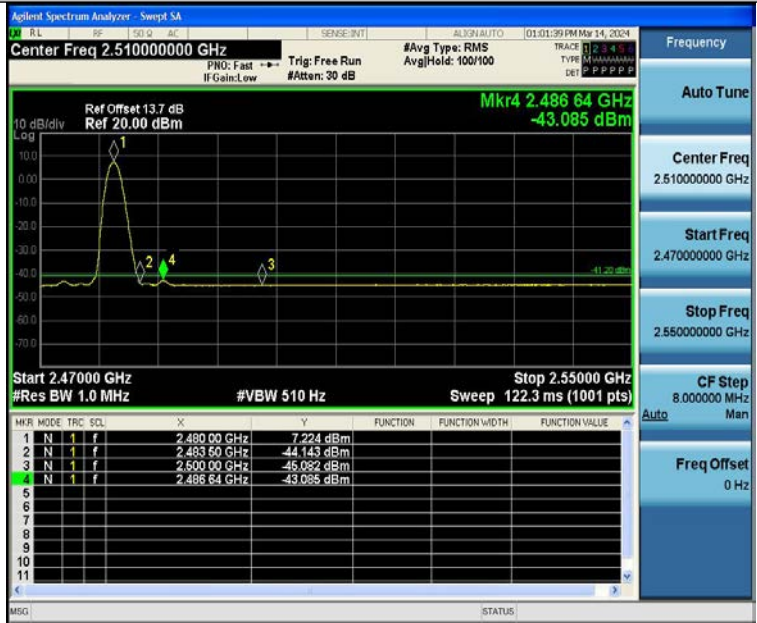 Agilent Spectrum Analyzer - Swept SA
RL RF 50 Ω AC SENSE:INT ALIGN AUTO 01:01:39 PM Mar 14, 2024
Center Freq 2.510000000 GHz
PNO: Fast
IFGain:Low
Trig: Free Run
#Atten: 30 dB
#Avg Type: RMS
Avg|Hold: 100/100
TRACE 1 2 3 4 5 6
TYPE M
DET P P P P P P
Mkr4 2.486 64 GHz
-43.085 dBm
Ref Offset 13.7 dB
10 dB/div Ref 20.00 dBm
Log
10.0
0.00
-10.0
-20.0
-30.0
-40.0
-50.0
-60.0
-70.0
1
2
4
3
-41.20 dBm
Start 2.47000 GHz Stop 2.55000 GHz
#Res BW 1.0 MHz #VBW 510 Hz Sweep 122.3 ms (1001 pts)
MKR MODE TRC SCL X Y FUNCTION FUNCTION WIDTH FUNCTION VALUE
1 N 1 f 2.480 00 GHz 7.224 dBm
2 N 1 f 2.483 50 GHz -44.143 dBm
3 N 1 f 2.500 00 GHz -45.082 dBm
4 N 1 f 2.486 64 GHz -43.085 dBm
5
6
7
8
9
10
11
MSG STATUS
Frequency
Auto Tune
Center Freq
2.510000000 GHz
Start Freq
2.470000000 GHz
Stop Freq
2.550000000 GHz
CF Step
8.000000 MHz
Auto Man
Freq Offset
0 Hz